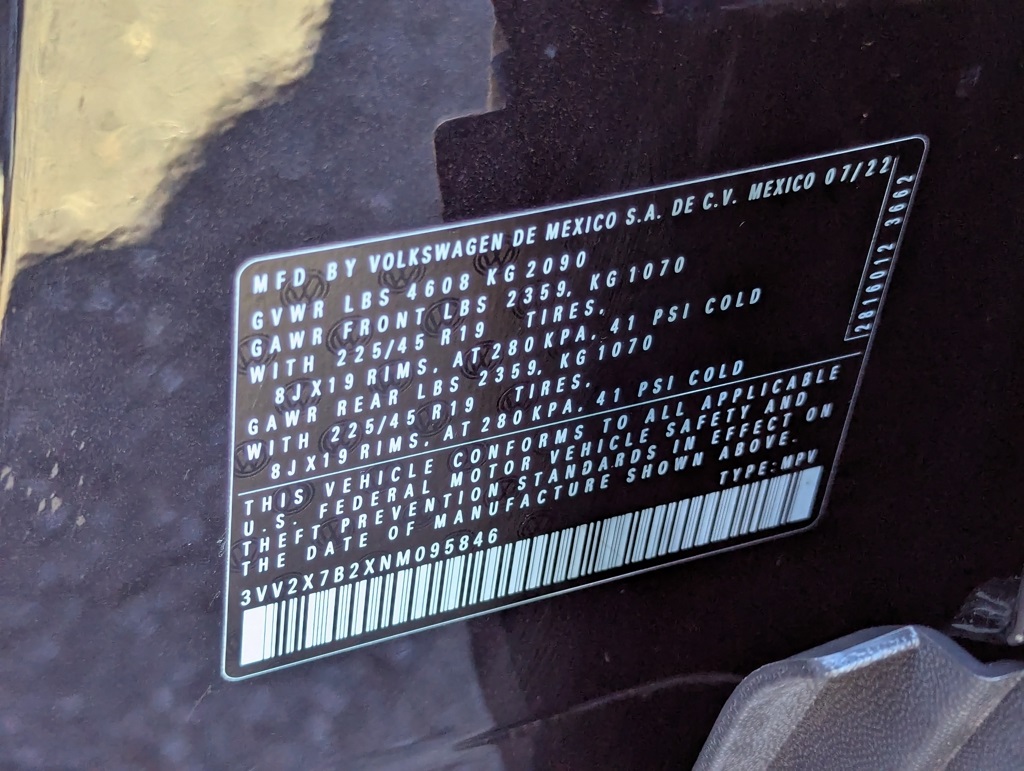 MFD. BY VOLKSWAGEN DE MEXICO S.A. DE C.V. MEXICO 07/22
GVWR LBS 4608 KG 2090
GAWR FRONT LBS 2359, KG 1070
WITH 225/45 R19 TIRES,
8JX19 RIMS, AT 280 KPA, 41 PSI COLD
GAWR REAR LBS 2359, KG 1070
WITH 225/45 R19 TIRES,
8JX19 RIMS, AT 280 KPA, 41 PSI COLD
2816012 3662
THIS VEHICLE CONFORMS TO ALL APPLICABLE
U.S. FEDERAL MOTOR VEHICLE SAFETY AND
THEFT PREVENTION STANDARDS IN EFFECT ON
THE DATE OF MANUFACTURE SHOWN ABOVE.
3VV2X7B2XNM095846 TYPE: MPV